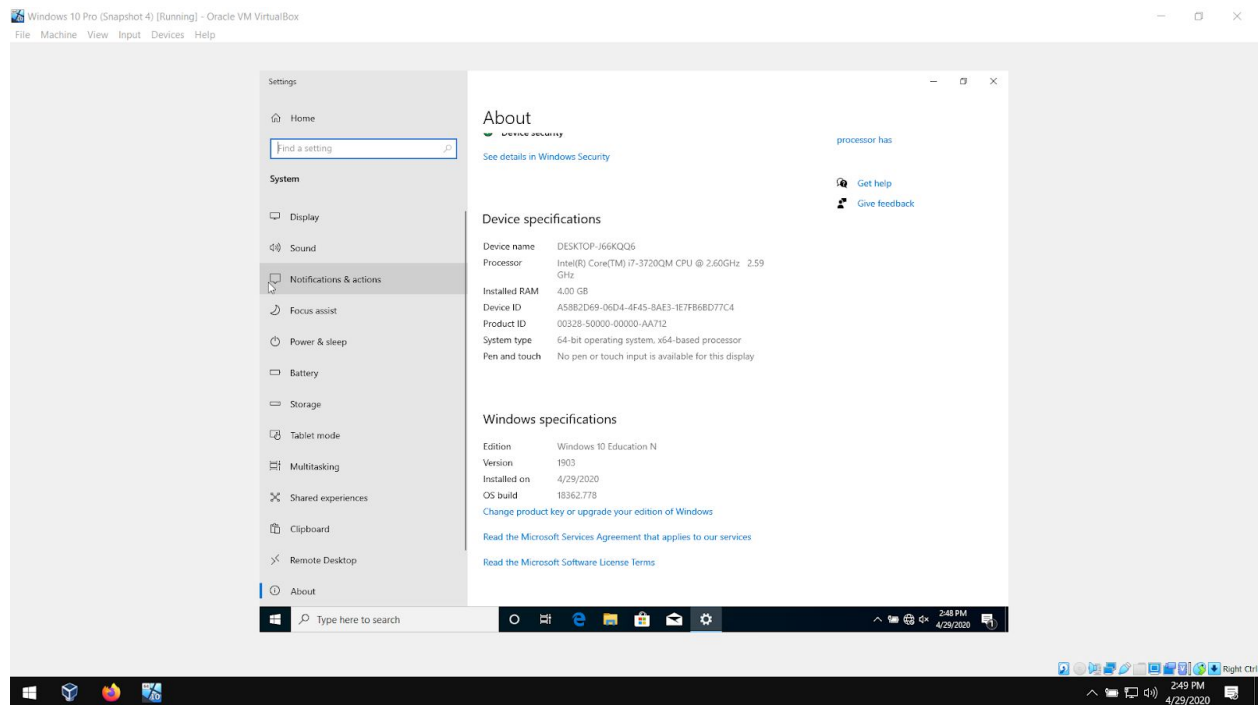 Windows 10 Pro (Snapshot 4) [Running] - Oracle VM VirtualBox
File Machine View Input Devices Help
Settings
Home
Find a setting
System
Display
Sound
Notifications & actions
Focus assist
Power & sleep
Battery
Storage
Tablet mode
Multitasking
Shared experiences
Clipboard
Remote Desktop
About
About
Device security
See details in Windows Security
processor has
Get help
Give feedback
Device specifications
Device name DESKTOP-J66KQQ6
Processor Intel(R) Core(TM) i7-3720QM CPU @ 2.60GHz 2.59
GHz
Installed RAM 4.00 GB
Device ID A58B2D69-06D4-4F45-8AE3-1E7FB6BD77C4
Product ID 00328-50000-00000-AA712
System type 64-bit operating system, x64-based processor
Pen and touch No pen or touch input is available for this display
Windows specifications
Edition Windows 10 Education N
Version 1903
Installed on 4/29/2020
OS build 18362.778
Change product key or upgrade your edition of Windows
Read the Microsoft Services Agreement that applies to our services
Read the Microsoft Software License Terms
Type here to search
2:48 PM
4/29/2020
Right Ctrl
2:49 PM
4/29/2020